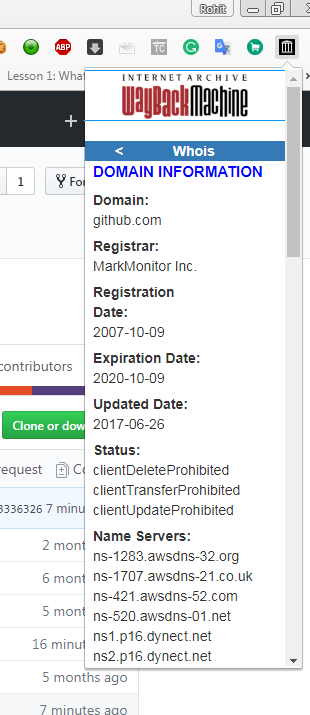 Rohit
ABP
TC
Lesson 1: What
INTERNET ARCHIVE
WayBackMachine
+
1
For
< Whois
DOMAIN INFORMATION
Domain:
github.com
Registrar:
MarkMonitor Inc.
Registration
Date:
2007-10-09
Expiration Date:
2020-10-09
contributors
Updated Date:
2017-06-26
Clone or dow
Status:
clientDeleteProhibited
request
clientTransferProhibited
clientUpdateProhibited
3336326 7 minu
Name Servers:
2 mont
ns-1283.awsdns-32.org
6 mont
ns-1707.awsdns-21.co.uk
ns-421.awsdns-52.com
5 mont
ns-520.awsdns-01.net
ns1.p16.dynect.net
16 minut
ns2.p16.dynect.net
5 months ago
7 minutes ago